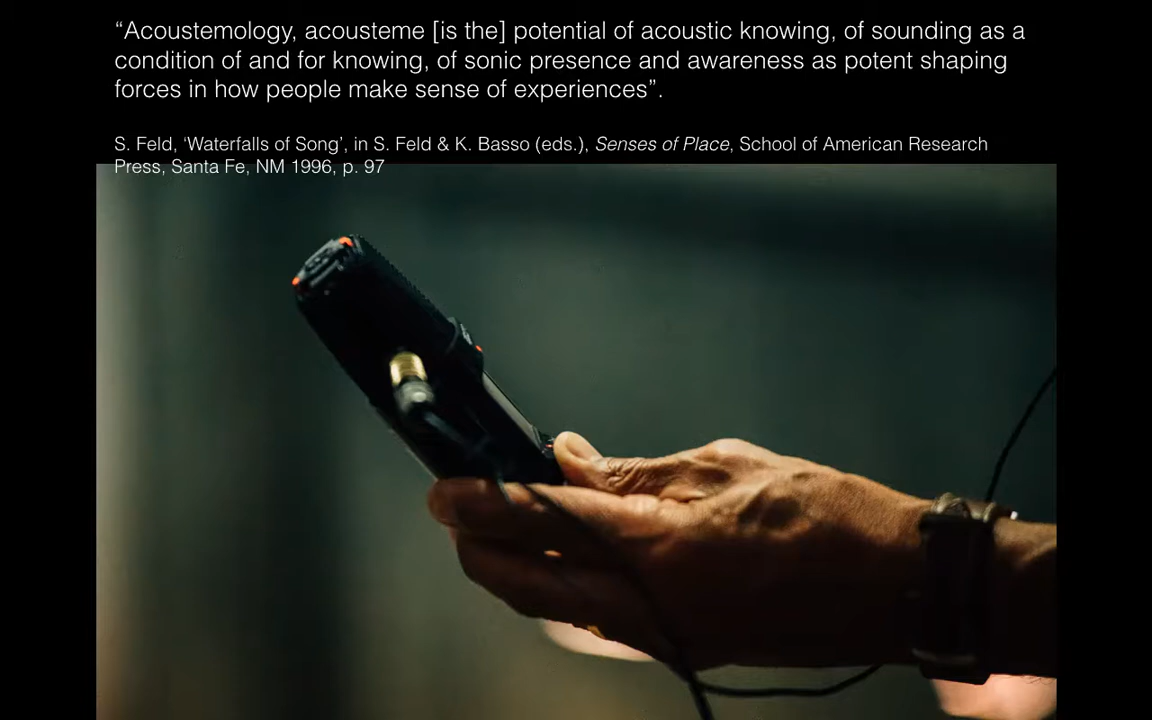 “Acoustemology, acousteme [is the] potential of acoustic knowing, of sounding as a
condition of and for knowing, of sonic presence and awareness as potent shaping
forces in how people make sense of experiences”.
S. Feld, ‘Waterfalls of Song’, in S. Feld & K. Basso (eds.), Senses of Place, School of American Research
Press, Santa Fe, NM 1996, p. 97